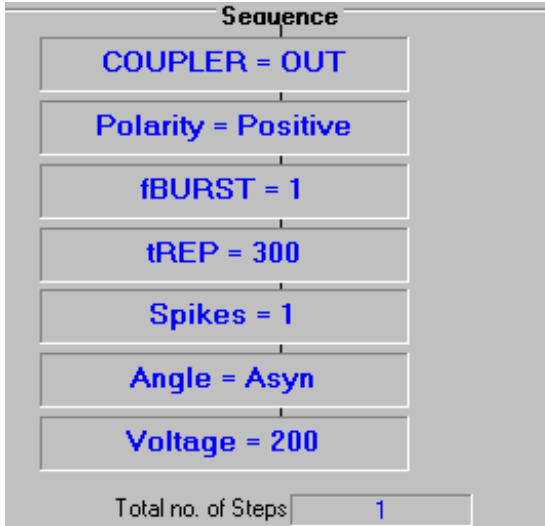 Sequence
COUPLER = OUT
Polarity = Positive
fBURST = 1
tREP = 300
Spikes = 1
Angle = Asyn
Voltage = 200
Total no. of Steps 1